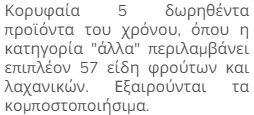 Κορυφαία 5 δωρηθέντα
προϊόντα του χρόνου, όπου η
κατηγορία "άλλα" περιλαμβάνει
επιπλέον 57 είδη φρούτων και
λαχανικών. Εξαιρούνται τα
κομποστοποιήσιμα.